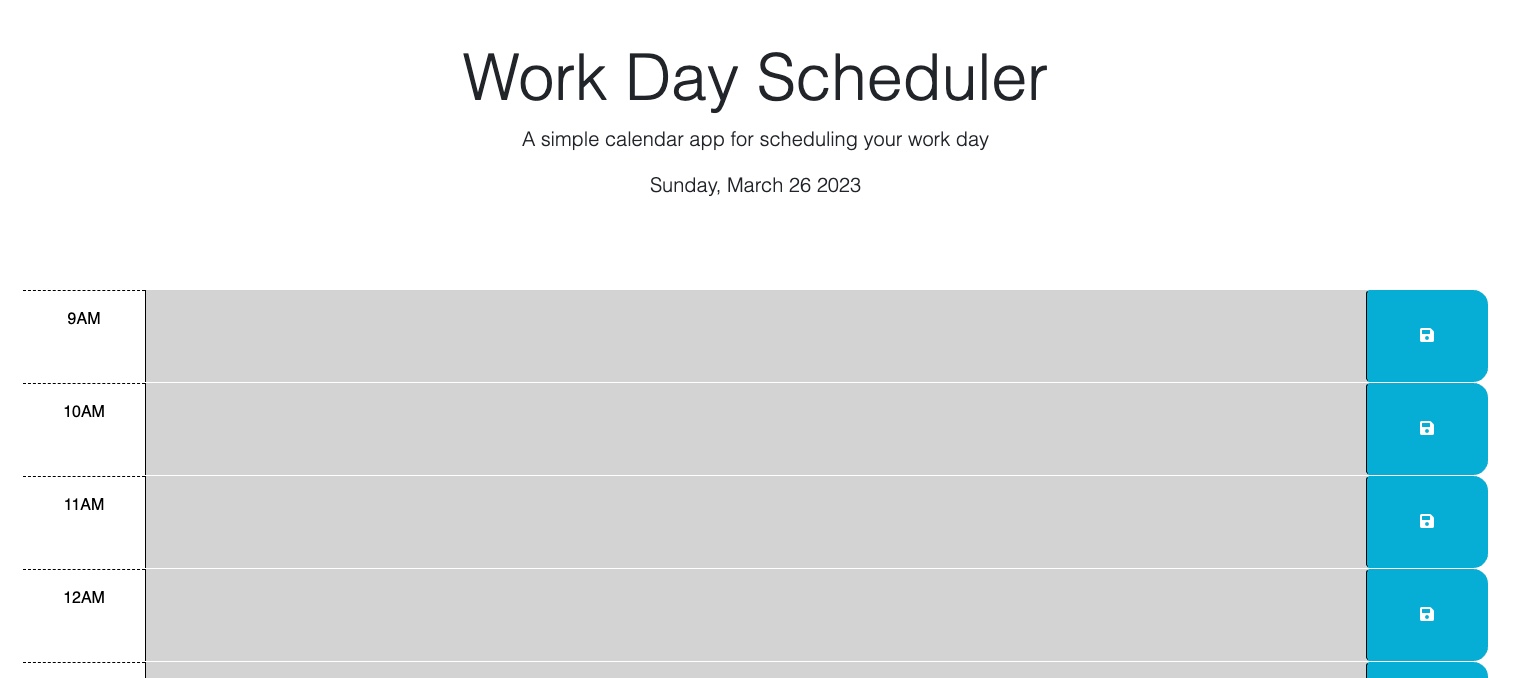 Work Day Scheduler
A simple calendar app for scheduling your work day
Sunday, March 26 2023
9AM
10AM
11AM
12AM